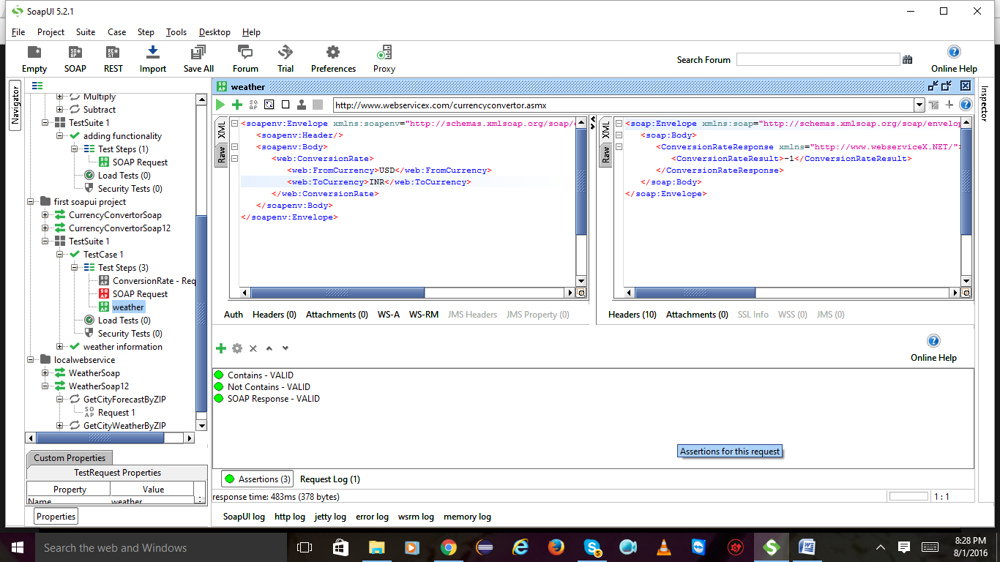 SoapUI 5.2.1
File Project Suite Case Step Tools Desktop Help
Empty SOAP REST Import Save All Forum Trial Preferences Proxy
Search Forum
Online Help
Navigator
Multiply
Subtract
TestSuite 1
adding functionality
Test Steps (1)
SOAP Request
Load Tests (0)
Security Tests (0)
first soapui project
CurrencyConvertorSoap
CurrencyConvertorSoap12
TestSuite 1
TestCase 1
Test Steps (3)
ConversionRate - Req
SOAP Request
weather
Load Tests (0)
Security Tests (0)
weather information
localwebservice
WeatherSoap
WeatherSoap12
GetCityForecastByZIP
Request 1
GetCityWeatherByZIP
Custom Properties
TestRequest Properties
Property Value
Name weather
Properties
weather
http://www.webservicex.com/currencyconvertor.asmx
XML
Raw
<soapenv:Envelope xmlns:soapenv="http://schemas.xmlsoap.org/soap/
<soapenv:Header/>
<soapenv:Body>
<web:ConversionRate>
<web:FromCurrency>USD</web:FromCurrency>
<web:ToCurrency>INR</web:ToCurrency>
</web:ConversionRate>
</soapenv:Body>
</soapenv:Envelope>
Auth Headers (0) Attachments (0) WS-A WS-RM JMS Headers JMS Property (0)
XML
Raw
<soap:Envelope xmlns:soap="http://schemas.xmlsoap.org/soap/envelop
<soap:Body>
<ConversionRateResponse xmlns="http://www.webserviceX.NET/">
<ConversionRateResult>-1</ConversionRateResult>
</ConversionRateResponse>
</soap:Body>
</soap:Envelope>
Headers (10) Attachments (0) SSL Info WSS (0) JMS (0)
Inspector
Online Help
Contains - VALID
Not Contains - VALID
SOAP Response - VALID
Assertions for this request
Assertions (3) Request Log (1)
response time: 483ms (378 bytes)
1 : 1
SoapUI log http log jetty log error log wsrm log memory log
Search the web and Windows
5
8:28 PM
8/1/2016